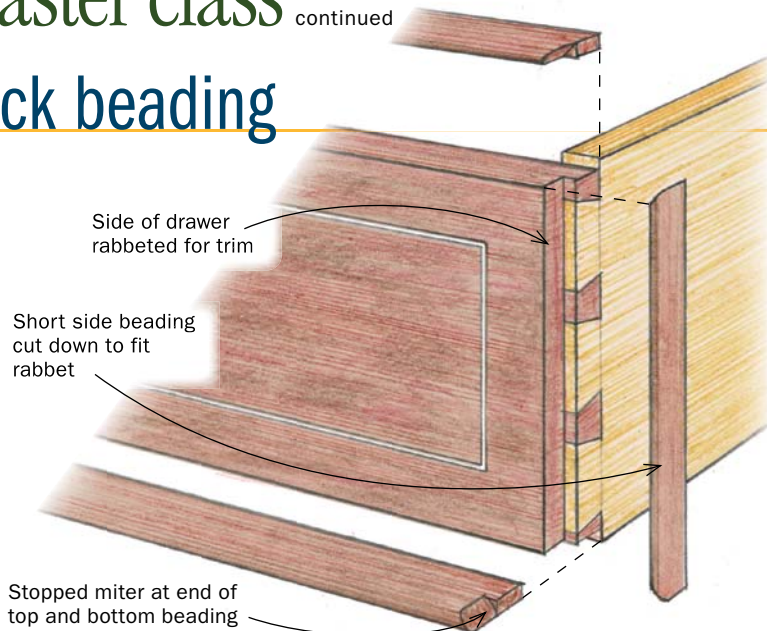 aster class continued
ck beading
Side of drawer
rabbeted for trim
Short side beading
cut down to fit
rabbet
Stopped miter at end of
top and bottom beading